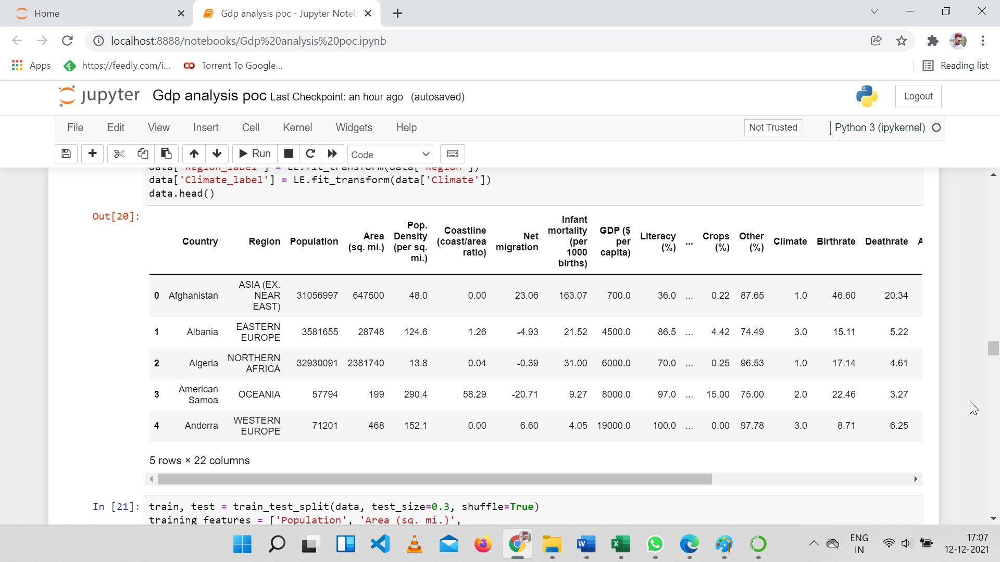 Home
Gdp analysis poc - Jupyter Noteb
localhost:8888/notebooks/Gdp%20analysis%20poc.ipynb
Apps https://feedly.com/i... Torrent To Google... Reading list
jupyter Gdp analysis poc Last Checkpoint: an hour ago (autosaved) Logout
File Edit View Insert Cell Kernel Widgets Help Not Trusted Python 3 (ipykernel)
Run Code
data['Region_label'] = LE.fit_transform(data['Region'])
data['Climate_label'] = LE.fit_transform(data['Climate'])
data.head()
Out[20]:
Country Region Population Area (sq. mi.) Pop. Density (per sq. mi.) Coastline (coast/area ratio) Net migration Infant mortality (per 1000 births) GDP ($ per capita) Literacy (%) ... Crops (%) Other (%) Climate Birthrate Deathrate
0 Afghanistan ASIA (EX. NEAR EAST) 31056997 647500 48.0 0.00 23.06 163.07 700.0 36.0 ... 0.22 87.65 1.0 46.60 20.34
1 Albania EASTERN EUROPE 3581655 28748 124.6 1.26 -4.93 21.52 4500.0 86.5 ... 4.42 74.49 3.0 15.11 5.22
2 Algeria NORTHERN AFRICA 32930091 2381740 13.8 0.04 -0.39 31.00 6000.0 70.0 ... 0.25 96.53 1.0 17.14 4.61
3 American Samoa OCEANIA 57794 199 290.4 58.29 -20.71 9.27 8000.0 97.0 ... 15.00 75.00 2.0 22.46 3.27
4 Andorra WESTERN EUROPE 71201 468 152.1 0.00 6.60 4.05 19000.0 100.0 ... 0.00 97.78 3.0 8.71 6.25
5 rows × 22 columns
In [21]: train, test = train_test_split(data, test_size=0.3, shuffle=True)
training_features = ['Population', 'Area (sq. mi.)',
ENG
IN
17:07
12-12-2021